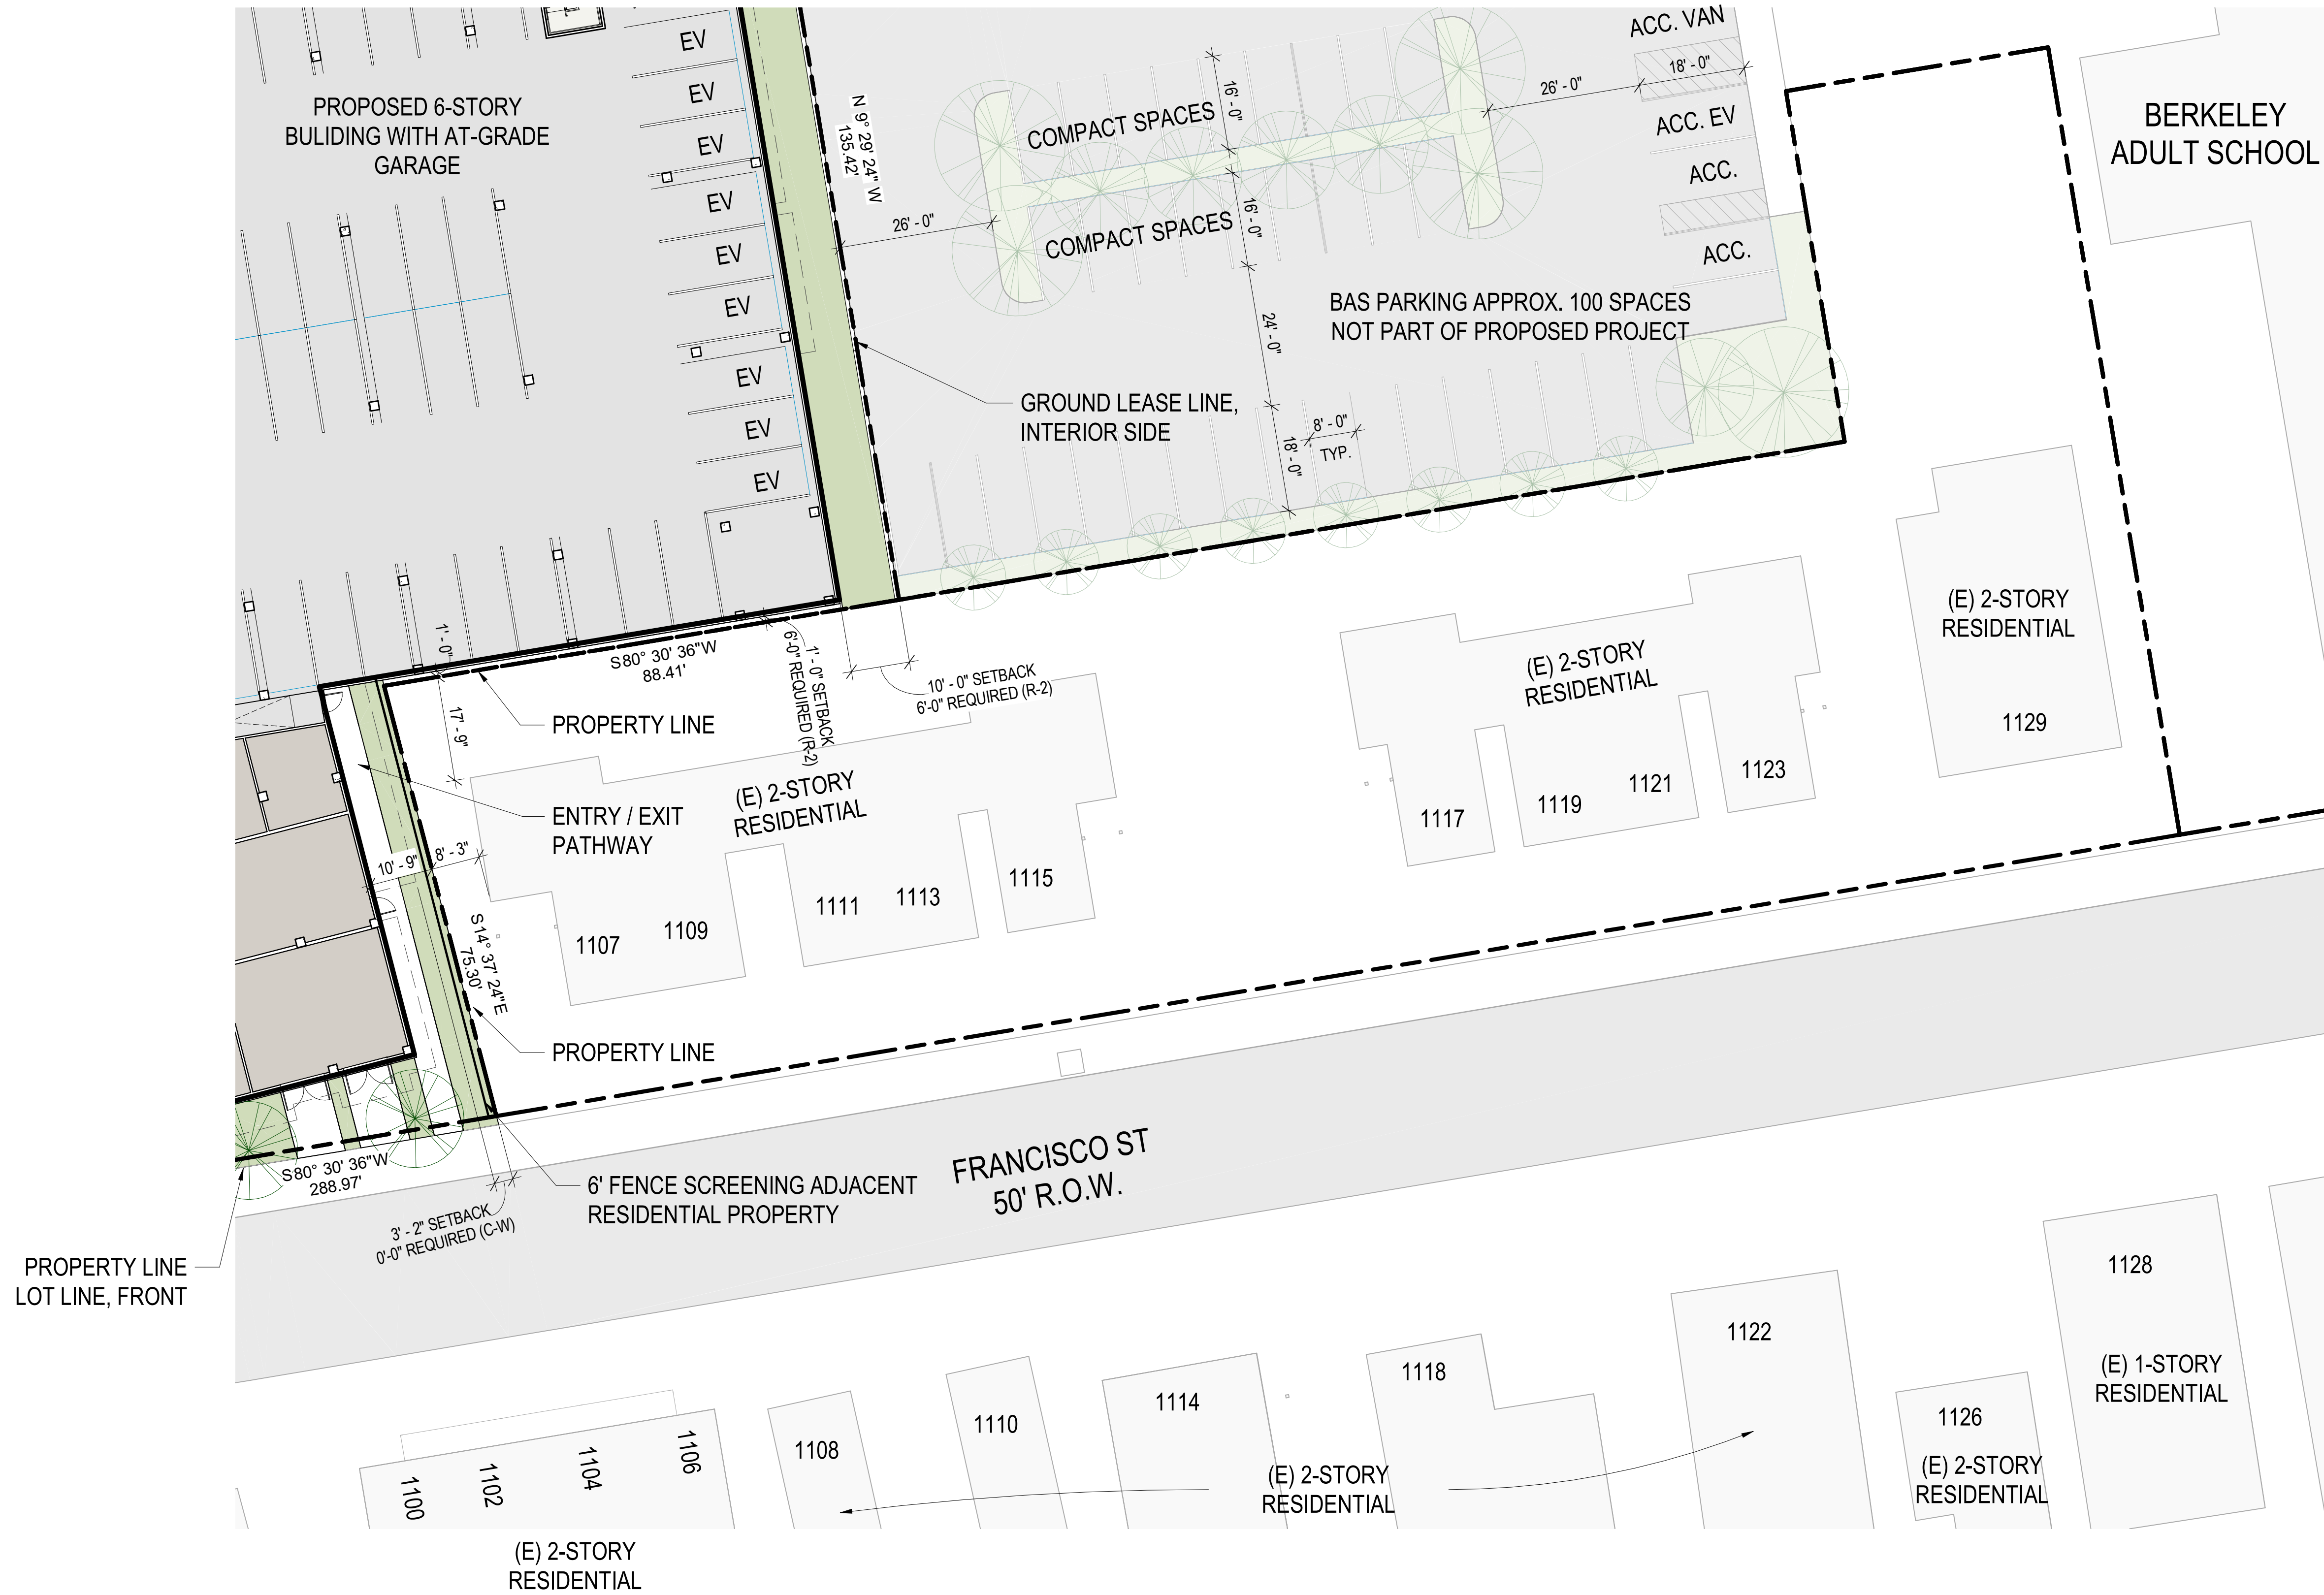 PROPOSED 6-STORY
BULIDING WITH AT-GRADE
GARAGE
EV
EV
EV
EV
EV
EV
EV
EV
EV
N 9° 29' 24" W
135.42'
COMPACT SPACES
COMPACT SPACES
16' - 0"
16' - 0"
24' - 0"
18' - 0"
26' - 0"
26' - 0"
18' - 0"
8' - 0"
TYP.
ACC. VAN
ACC. EV
ACC.
ACC.
BERKELEY
ADULT SCHOOL
BAS PARKING APPROX. 100 SPACES
NOT PART OF PROPOSED PROJECT
GROUND LEASE LINE,
INTERIOR SIDE
1' - 0"
S80° 30' 36"W
88.41'
1' - 0" SETBACK
6'-0" REQUIRED (R-2)
10' - 0" SETBACK
6'-0" REQUIRED (R-2)
17' - 9"
PROPERTY LINE
ENTRY / EXIT
PATHWAY
10' - 9"
8' - 3"
S14° 37' 24"E
75.30'
PROPERTY LINE
(E) 2-STORY
RESIDENTIAL
1107
1109
1111
1113
1115
(E) 2-STORY
RESIDENTIAL
1117
1119
1121
1123
(E) 2-STORY
RESIDENTIAL
1129
S80° 30' 36"W
288.97'
3' - 2" SETBACK
0'-0" REQUIRED (C-W)
6' FENCE SCREENING ADJACENT
RESIDENTIAL PROPERTY
FRANCISCO ST
50' R.O.W.
PROPERTY LINE
LOT LINE, FRONT
1100
1102
1104
1106
(E) 2-STORY
RESIDENTIAL
1108
1110
1114
1118
1122
(E) 2-STORY
RESIDENTIAL
1126
(E) 2-STORY
RESIDENTIAL
1128
(E) 1-STORY
RESIDENTIAL